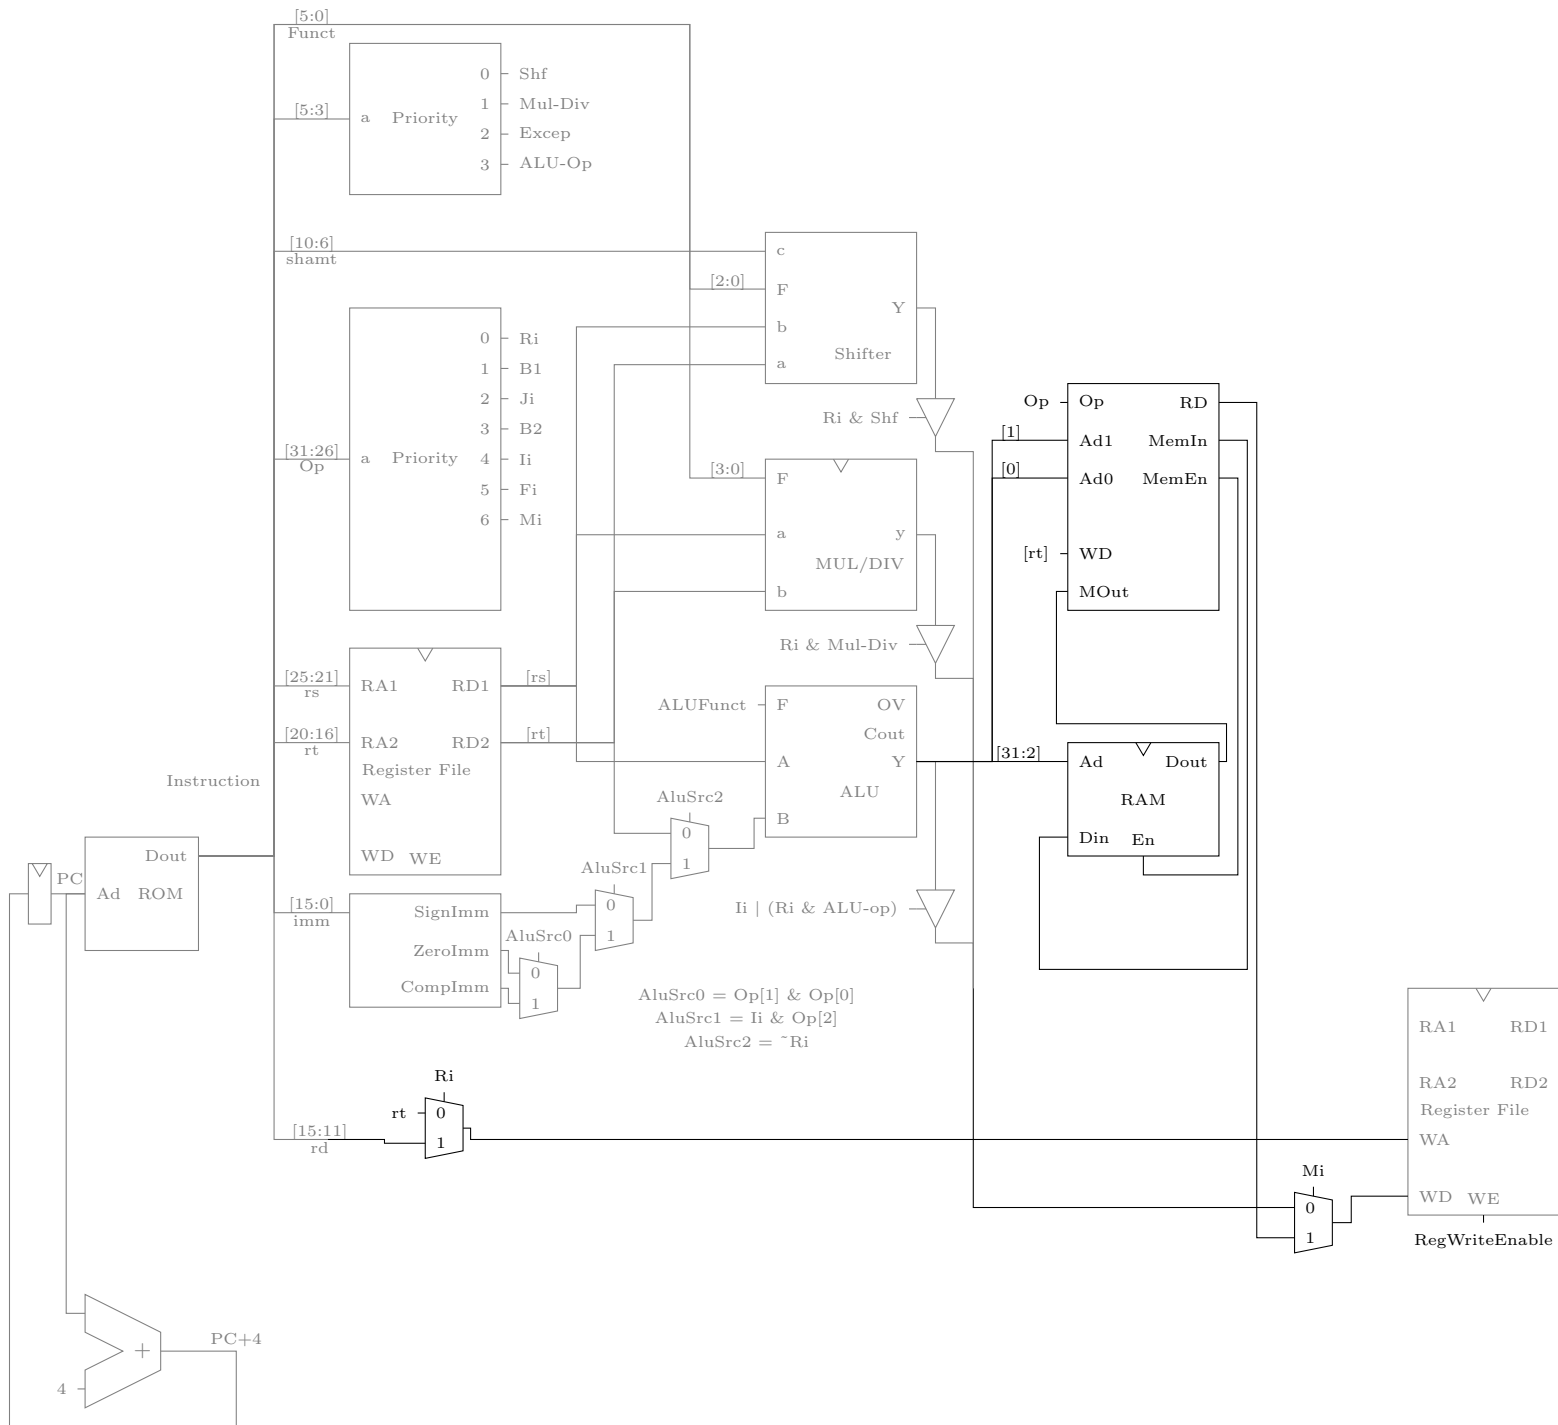 [5:0]
Funct
0 Shf
1 Mul-Div
[5:3]
a Priority
2 Excep
3 ALU-Op
[10:6]
shamt
c
[2:0]
F
Y
b
Shifter
a
0 Ri
1 B1
2 Ji
3 B2
[31:26]
Op
a Priority
4 Ii
5 Fi
6 Mi
Ri & Shf
Op
Op RD
[1]
Ad1 MemIn
[0]
Ad0 MemEn
[rt]
WD
MOut
[3:0]
F
a y
MUL/DIV
b
Ri & Mul-Div
[25:21]
rs
RA1 RD1
[rs]
[20:16]
rt
RA2 RD2
[rt]
Register File
WA
WD WE
ALUFunct
F OV
Cout
A Y
ALU
B
[31:2]
Ad Dout
RAM
Din En
Instruction
AluSrc2
0
1
AluSrc1
0
1
AluSrc0
0
1
Dout
PC
Ad ROM
[15:0]
imm
SignImm
ZeroImm
CompImm
Ii | (Ri & ALU-op)
AluSrc0 = Op[1] & Op[0]
AluSrc1 = Ii & Op[2]
AluSrc2 = ~Ri
RA1 RD1
RA2 RD2
Register File
WA
WD WE
RegWriteEnable
Ri
rt
0
1
[15:11]
rd
Mi
0
1
PC+4
+
4